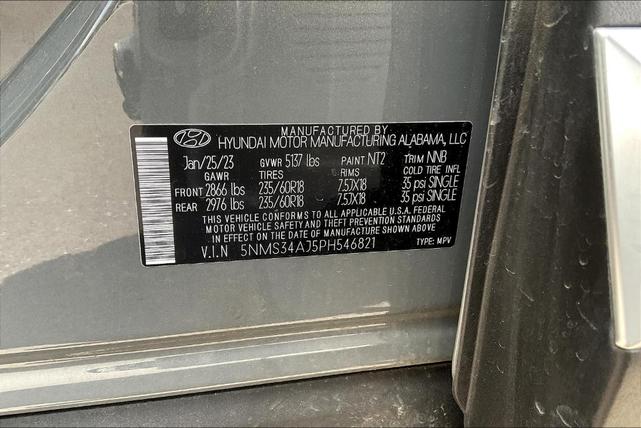 MANUFACTURED BY
HYUNDAI MOTOR MANUFACTURING ALABAMA, LLC
Jan/25/23 GVWR 5137 lbs PAINT NT2 TRIM NNB
GAWR TIRES RIMS COLD TIRE INFL
FRONT 2866 lbs 235/60R18 7.5JX18 35 psi SINGLE
REAR 2976 lbs 235/60R18 7.5JX18 35 psi SINGLE
THIS VEHICLE CONFORMS TO ALL APPLICABLE U.S.A. FEDERAL
MOTOR VEHICLE SAFETY AND THEFT PREVENTION STANDARDS
IN EFFECT ON THE DATE OF MANUFACTURE SHOWN ABOVE
V.I.N 5NMS34AJ5PH546821 TYPE: MPV